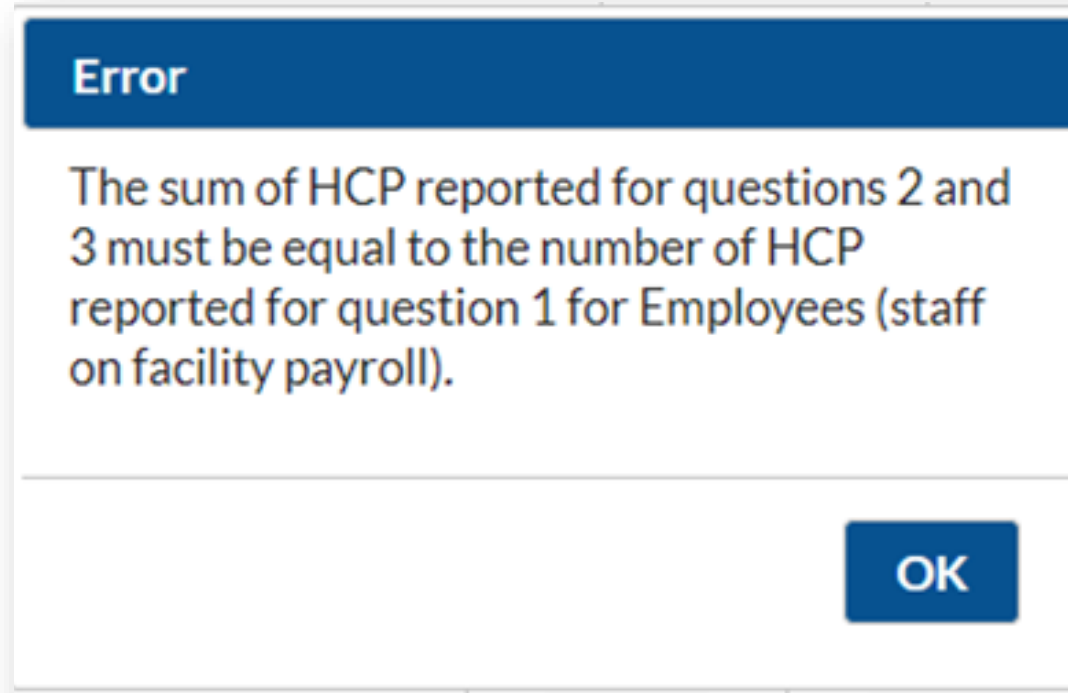 Error
The sum of HCP reported for questions 2 and
3 must be equal to the number of HCP
reported for question 1 for Employees (staff
on facility payroll).
OK